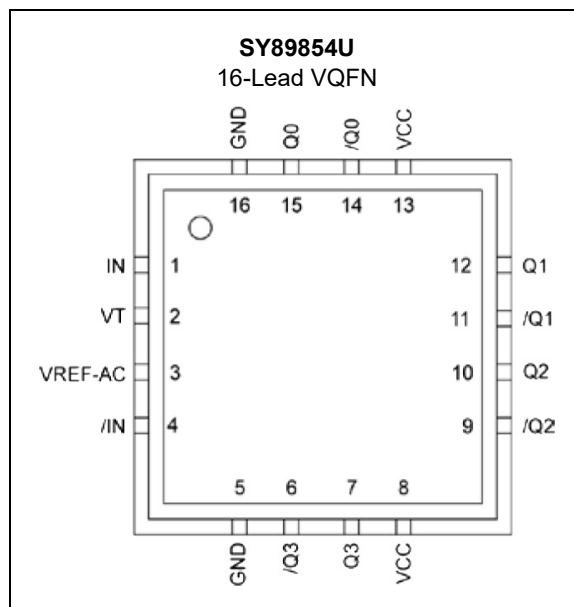 SY89854U
16-Lead VQFN
GND Q0 /Q0 VCC
16 15 14 13
IN 1 12 Q1
VT 2 11 /Q1
VREF-AC 3 10 Q2
/IN 4 9 /Q2
5 6 7 8
GND /Q3 Q3 VCC